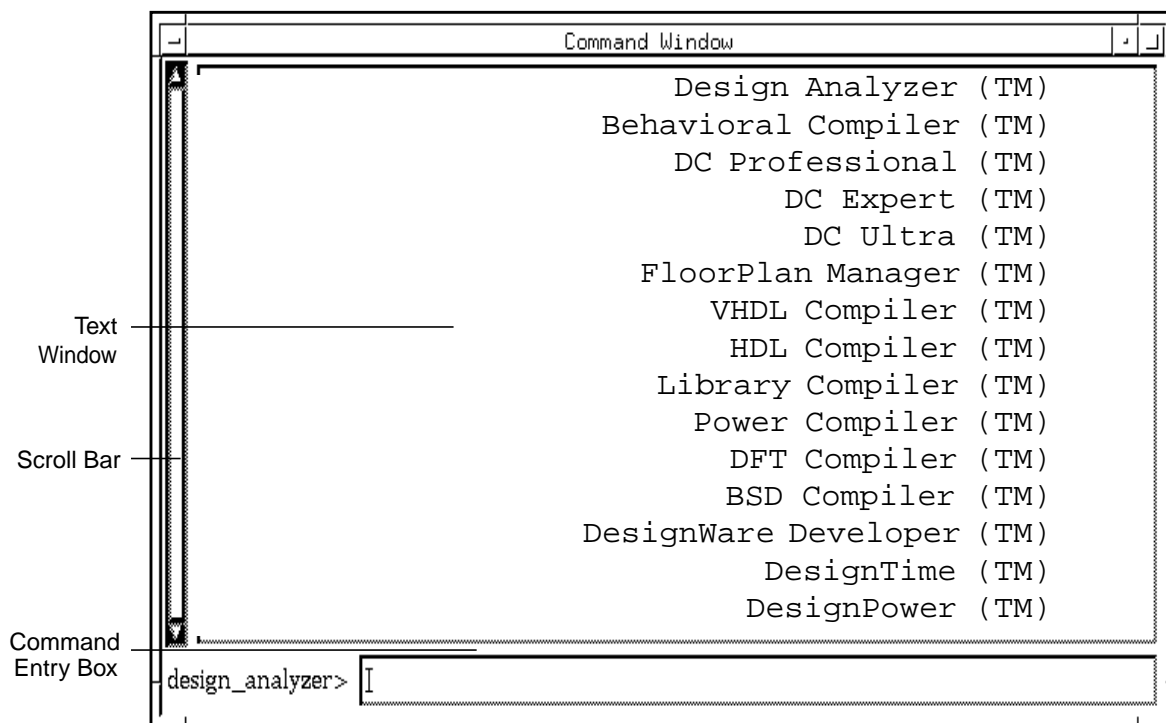 Command Window
Design Analyzer (TM)
Behavioral Compiler (TM)
DC Professional (TM)
DC Expert (TM)
DC Ultra (TM)
FloorPlan Manager (TM)
VHDL Compiler (TM)
HDL Compiler (TM)
Library Compiler (TM)
Power Compiler (TM)
DFT Compiler (TM)
BSD Compiler (TM)
DesignWare Developer (TM)
DesignTime (TM)
DesignPower (TM)
Text
Window
Scroll Bar
Command
Entry Box
design_analyzer>